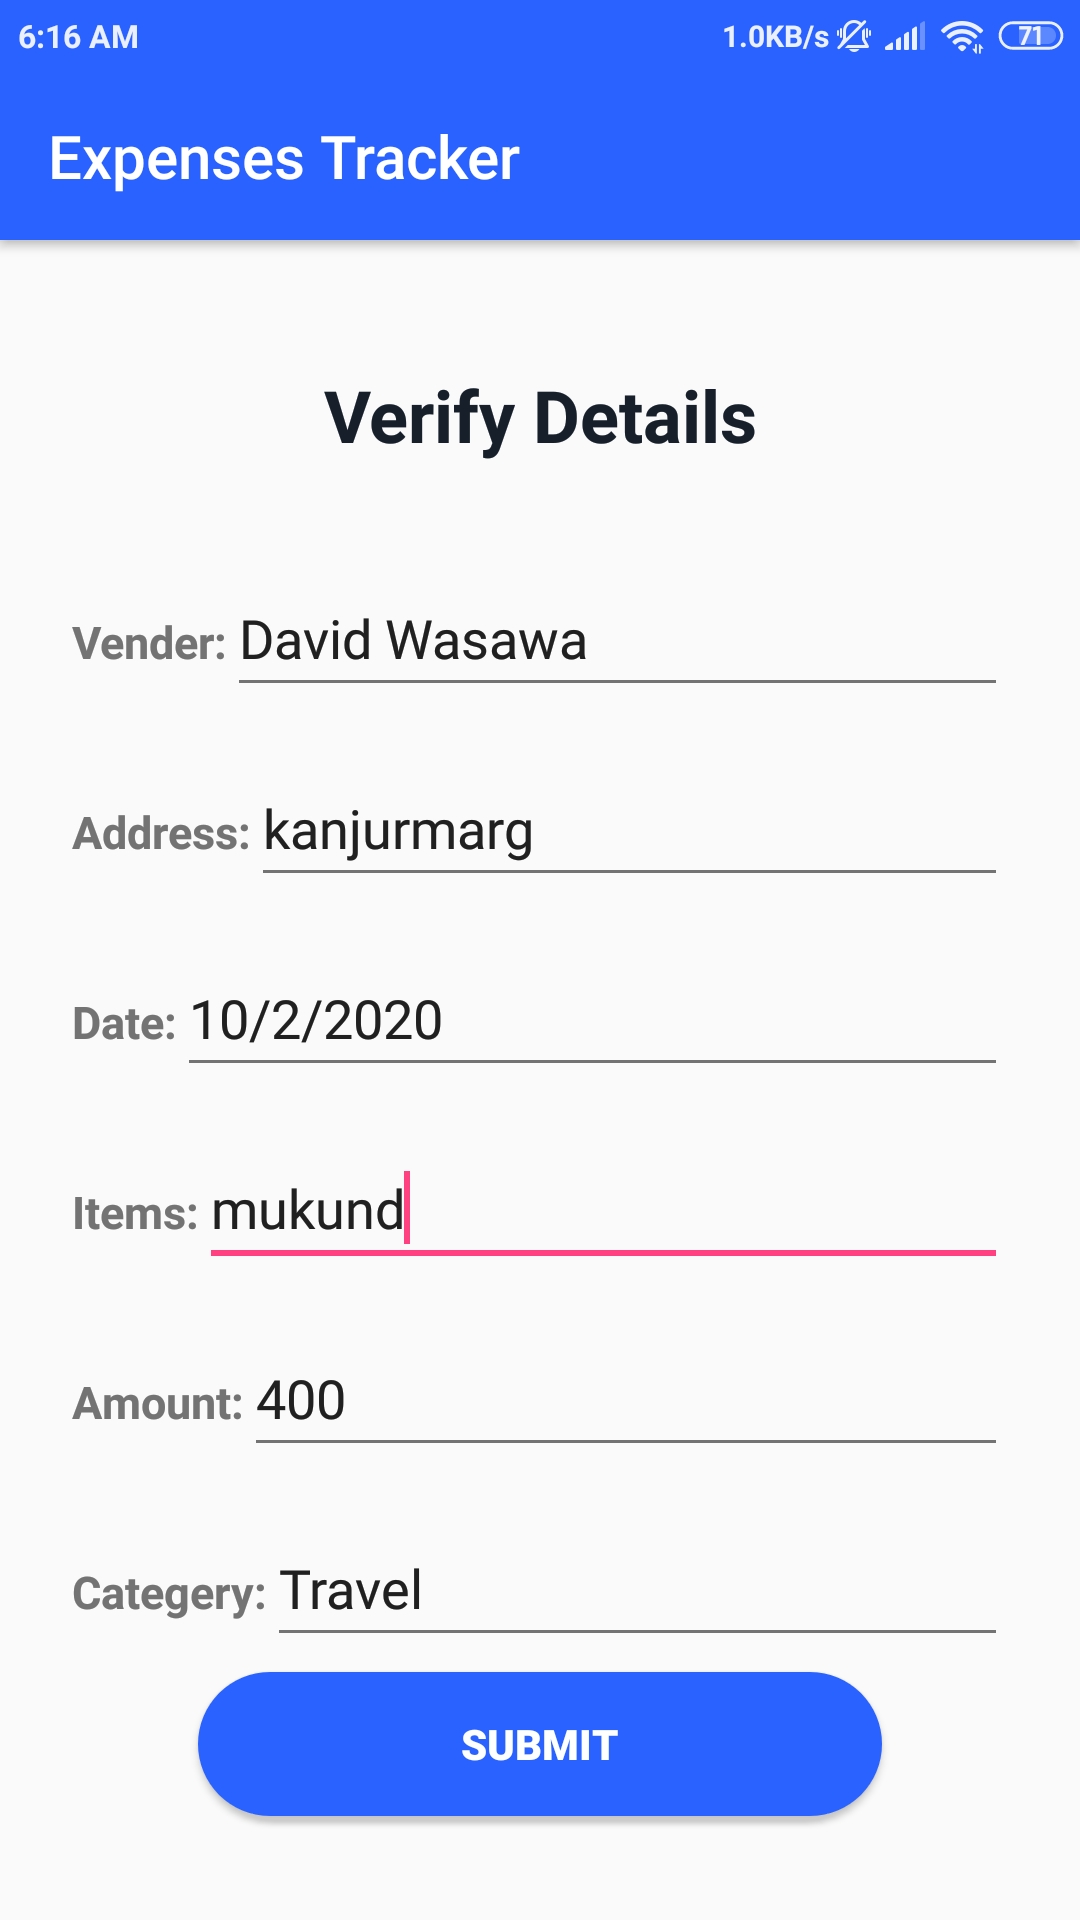 6:16 AM 1.0KB/s 71
Expenses Tracker
Verify Details
Vender: David Wasawa
Address: kanjurmarg
Date: 10/2/2020
Items: mukund
Amount: 400
Categery: Travel
SUBMIT